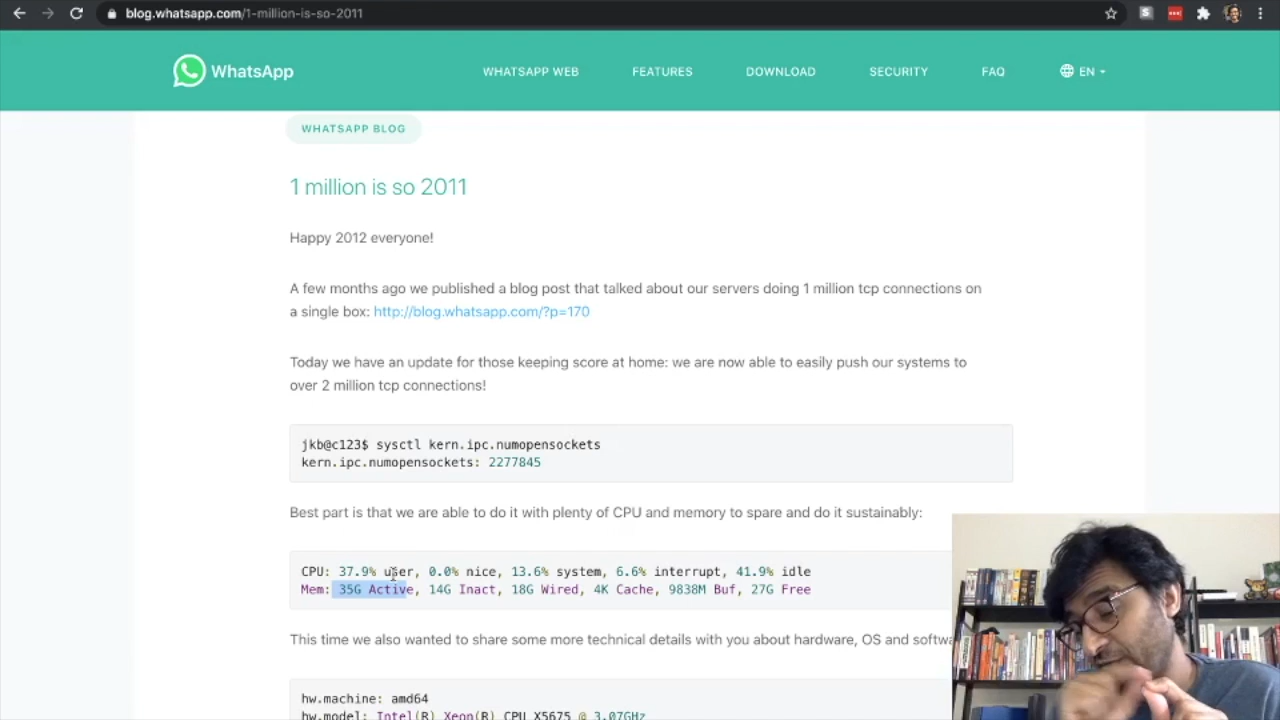 blog.whatsapp.com/1-million-is-so-2011
WhatsApp
WHATSAPP WEB
FEATURES
DOWNLOAD
SECURITY
FAQ
EN
WHATSAPP BLOG
1 million is so 2011
Happy 2012 everyone!
A few months ago we published a blog post that talked about our servers doing 1 million tcp connections on
a single box: http://blog.whatsapp.com/?p=170
Today we have an update for those keeping score at home: we are now able to easily push our systems to
over 2 million tcp connections!
jkb@c123$ sysctl kern.ipc.numopensockets
kern.ipc.numopensockets: 2277845
Best part is that we are able to do it with plenty of CPU and memory to spare and do it sustainably:
CPU: 37.9% user, 0.0% nice, 13.6% system, 6.6% interrupt, 41.9% idle
Mem: 35G Active, 14G Inact, 18G Wired, 4K Cache, 9838M Buf, 27G Free
This time we also wanted to share some more technical details with you about hardware, OS and softwa
hw.machine: amd64
hw.model: Intel(R) Xeon(R) CPU X5675 @ 3.07GHz